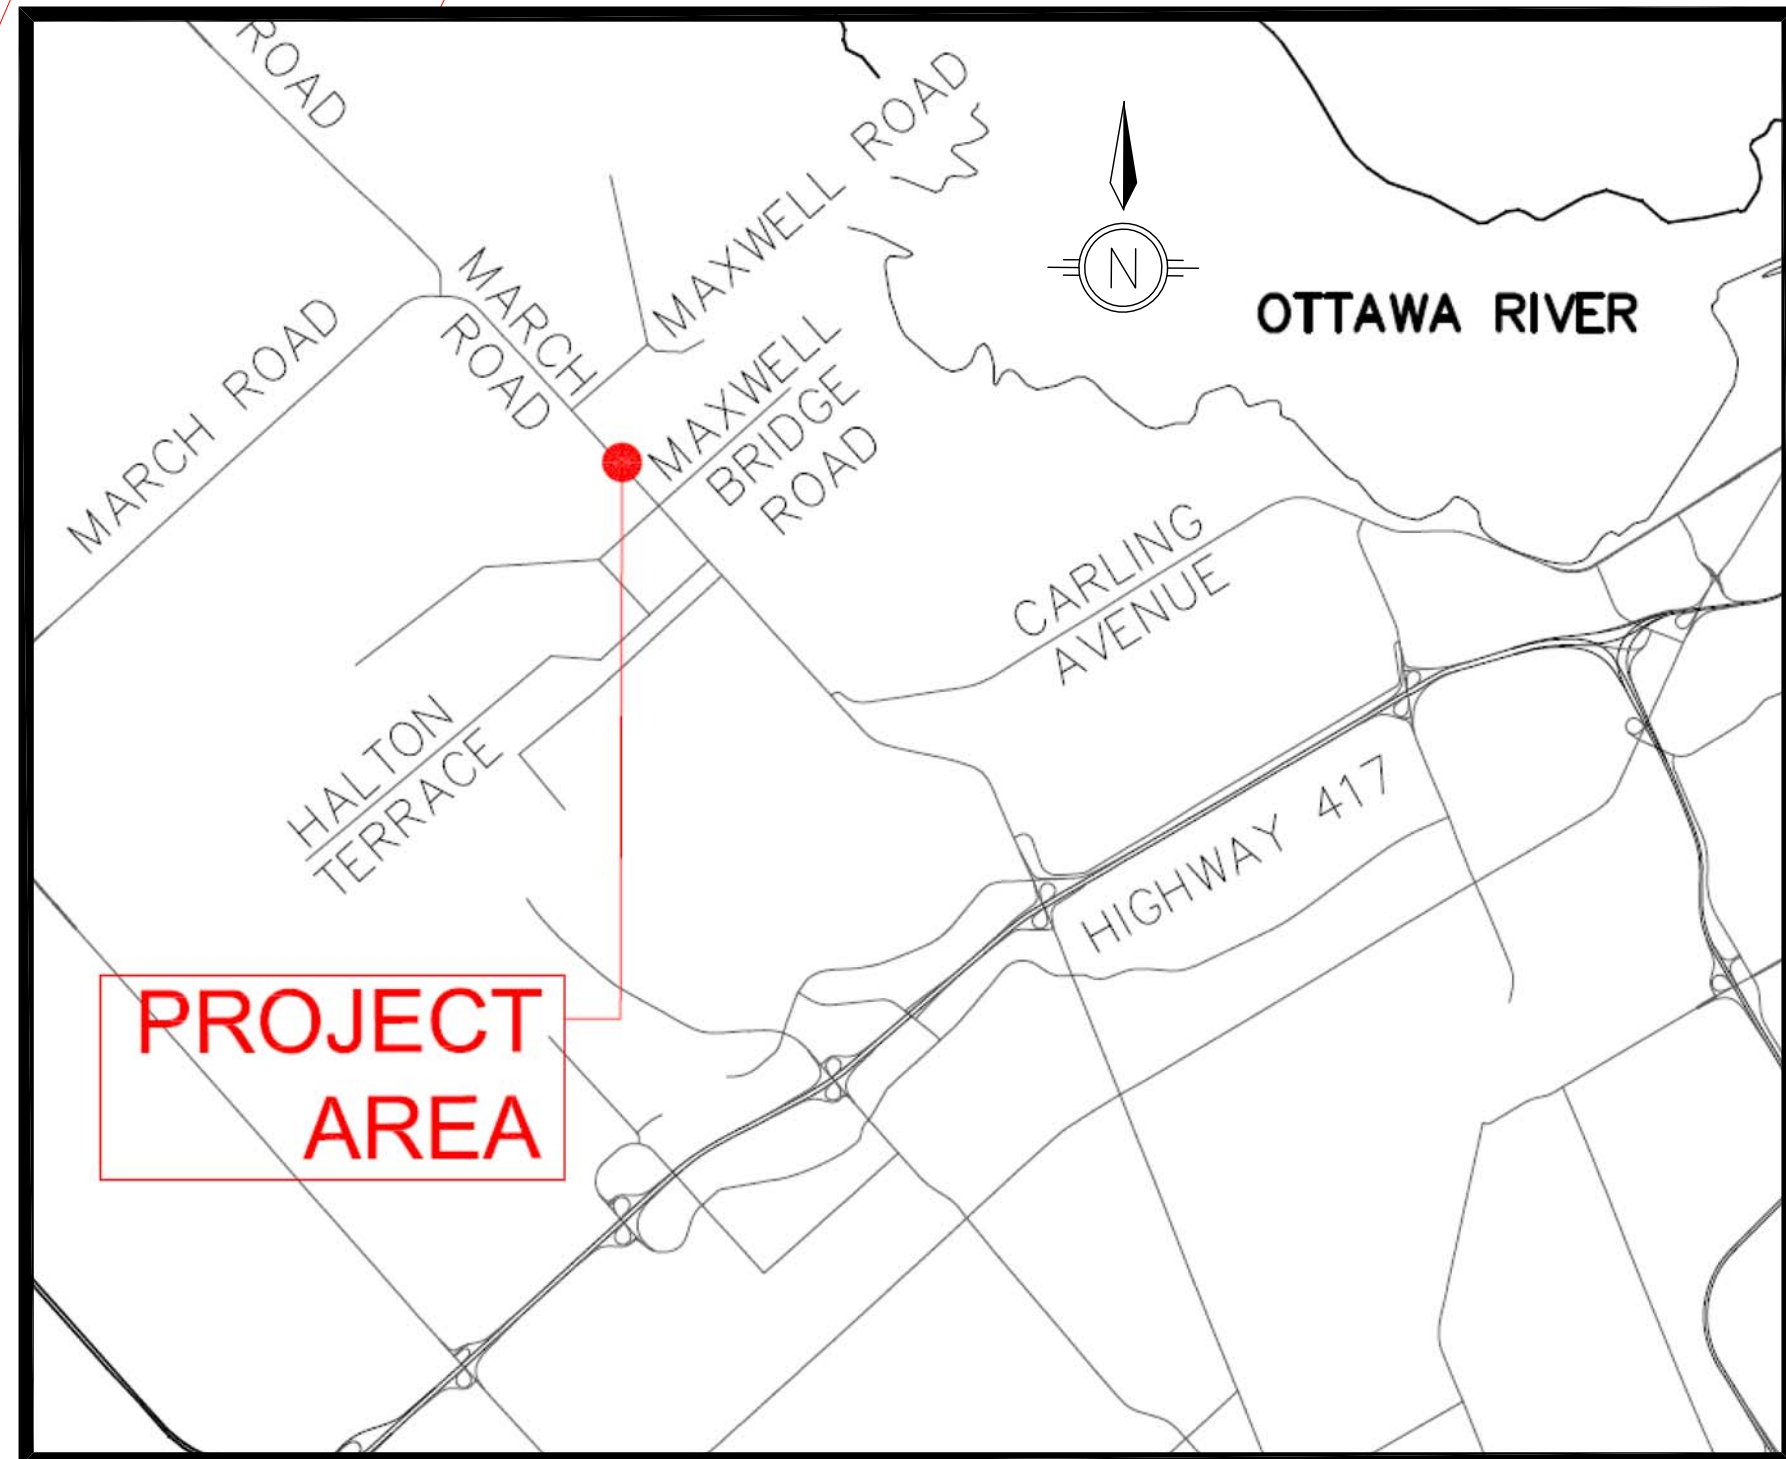 ROAD
MAXWELL ROAD
MARCH
ROAD
N
OTTAWA RIVER
MARCH ROAD
MAXWELL
BRIDGE
ROAD
CARLING
AVENUE
HALTON
TERRACE
HIGHWAY 417
PROJECT
AREA